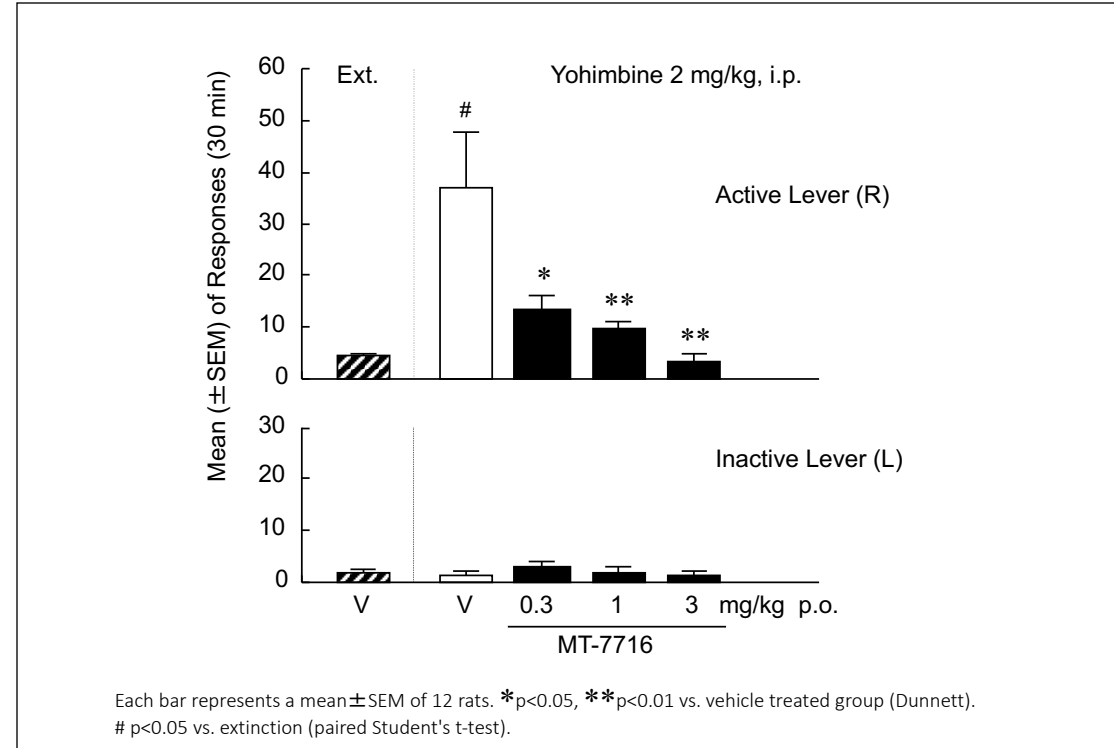 Mean (±SEM) of Responses (30 min)
Ext.
Yohimbine 2 mg/kg, i.p.
60
50
40
30
20
10
0
#
*
**
**
Active Lever (R)
30
20
10
0
Inactive Lever (L)
V V 0.3 1 3 mg/kg p.o.
MT-7716
Each bar represents a mean±SEM of 12 rats. *p<0.05, **p<0.01 vs. vehicle treated group (Dunnett).
# p<0.05 vs. extinction (paired Student's t-test).